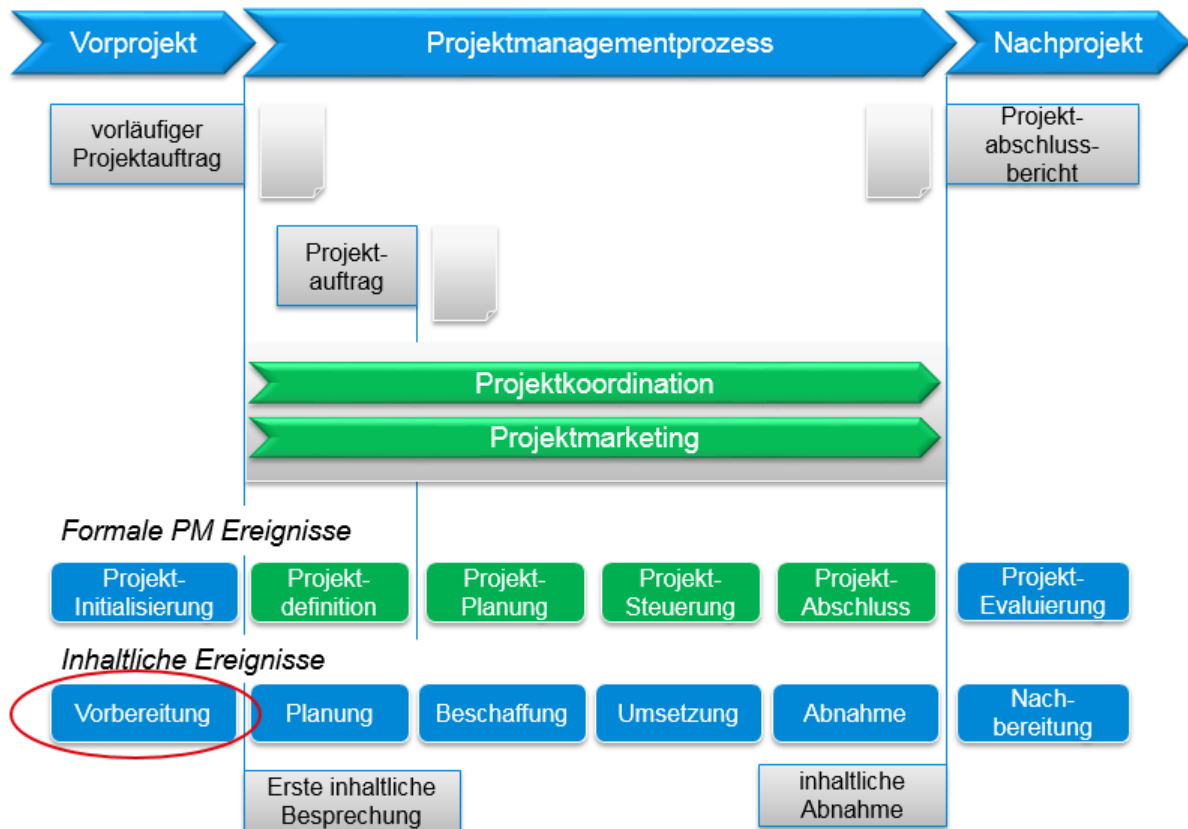 Vorprojekt
Projektmanagementprozess
Nachprojekt
vorläufiger
Projektauftrag
Projekt-
abschluss-
bericht
Projekt-
auftrag
Projektkoordination
Projektmarketing
Formale PM Ereignisse
Projekt-
Initialisierung
Projekt-
definition
Projekt-
Planung
Projekt-
Steuerung
Projekt-
Abschluss
Projekt-
Evaluierung
Inhaltliche Ereignisse
Vorbereitung
Planung
Beschaffung
Umsetzung
Abnahme
Nach-
bereitung
Erste inhaltliche
Besprechung
inhaltliche
Abnahme